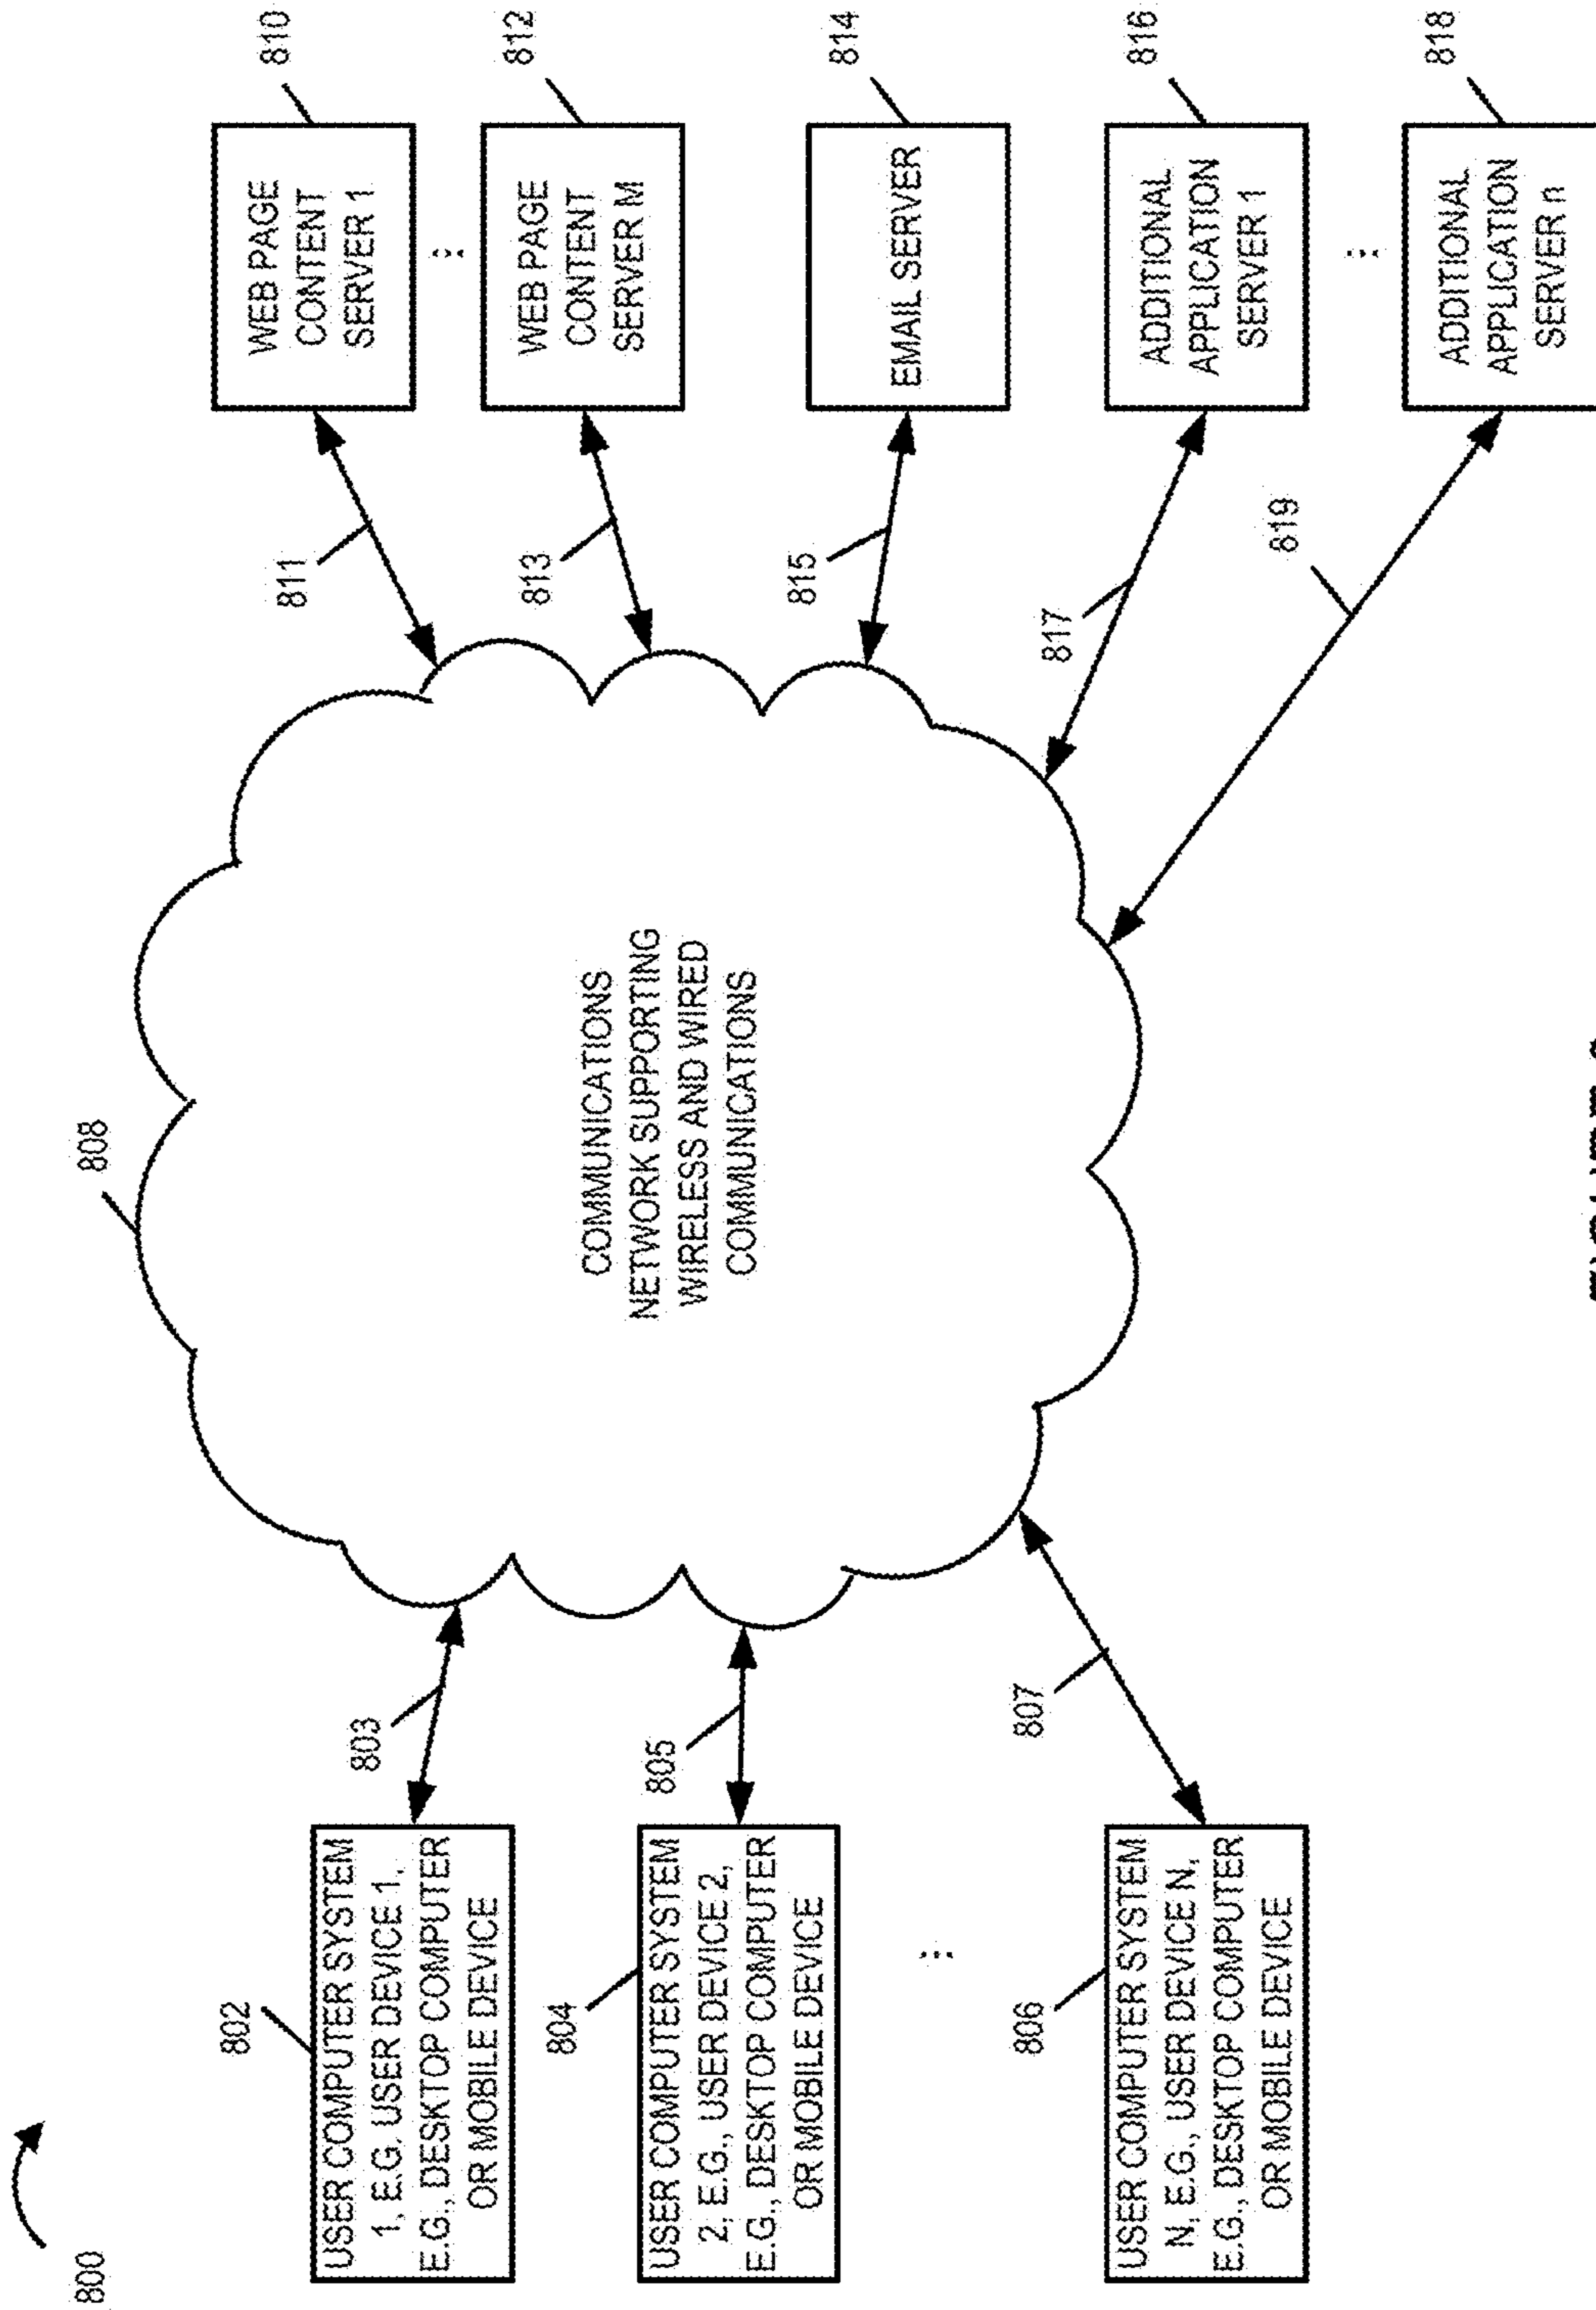 800
808
802
USER COMPUTER SYSTEM
1, E.G. USER DEVICE 1,
E.G., DESKTOP COMPUTER
OR MOBILE DEVICE
803
804
USER COMPUTER SYSTEM
2, E.G., USER DEVICE 2,
E.G., DESKTOP COMPUTER
OR MOBILE DEVICE
805
...
806
USER COMPUTER SYSTEM
N, E.G., USER DEVICE N,
E.G., DESKTOP COMPUTER
OR MOBILE DEVICE
807
COMMUNICATIONS
NETWORK SUPPORTING
WIRELESS AND WIRED
COMMUNICATIONS
811
WEB PAGE
CONTENT
SERVER 1
810
813
WEB PAGE
CONTENT
SERVER M
812
815
EMAIL SERVER
814
817
ADDITIONAL
APPLICATION
SERVER 1
816
819
ADDITIONAL
APPLICATION
SERVER n
818